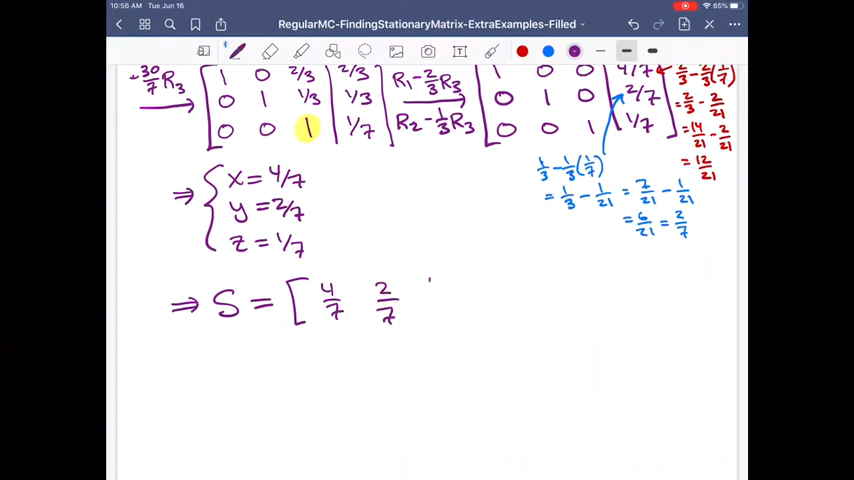 10:56 AM Tue Jun 16
65%
RegularMC-FindingStationaryMatrix-ExtraExamples-Filled
-30/7 R₃ [ 1 0 2/3 | 2/3 ] R₁ - 2/3 R₃ [ 1 0 0 | 4/7 ] 2/3 - 2/3(1/7)
0 1 1/3 | 1/3 0 1 0 | 2/7 = 2/3 - 2/21
0 0 1 | 1/7 R₂ - 1/3 R₃ 0 0 1 | 1/7 = 14/21 - 2/21
= 12/21
1/3 - 1/3(1/7)
= 1/3 - 1/21 = 7/21 - 1/21
= 6/21 = 2/7
⇒ { x = 4/7
y = 2/7
z = 1/7
⇒ S = [ 4/7 2/7